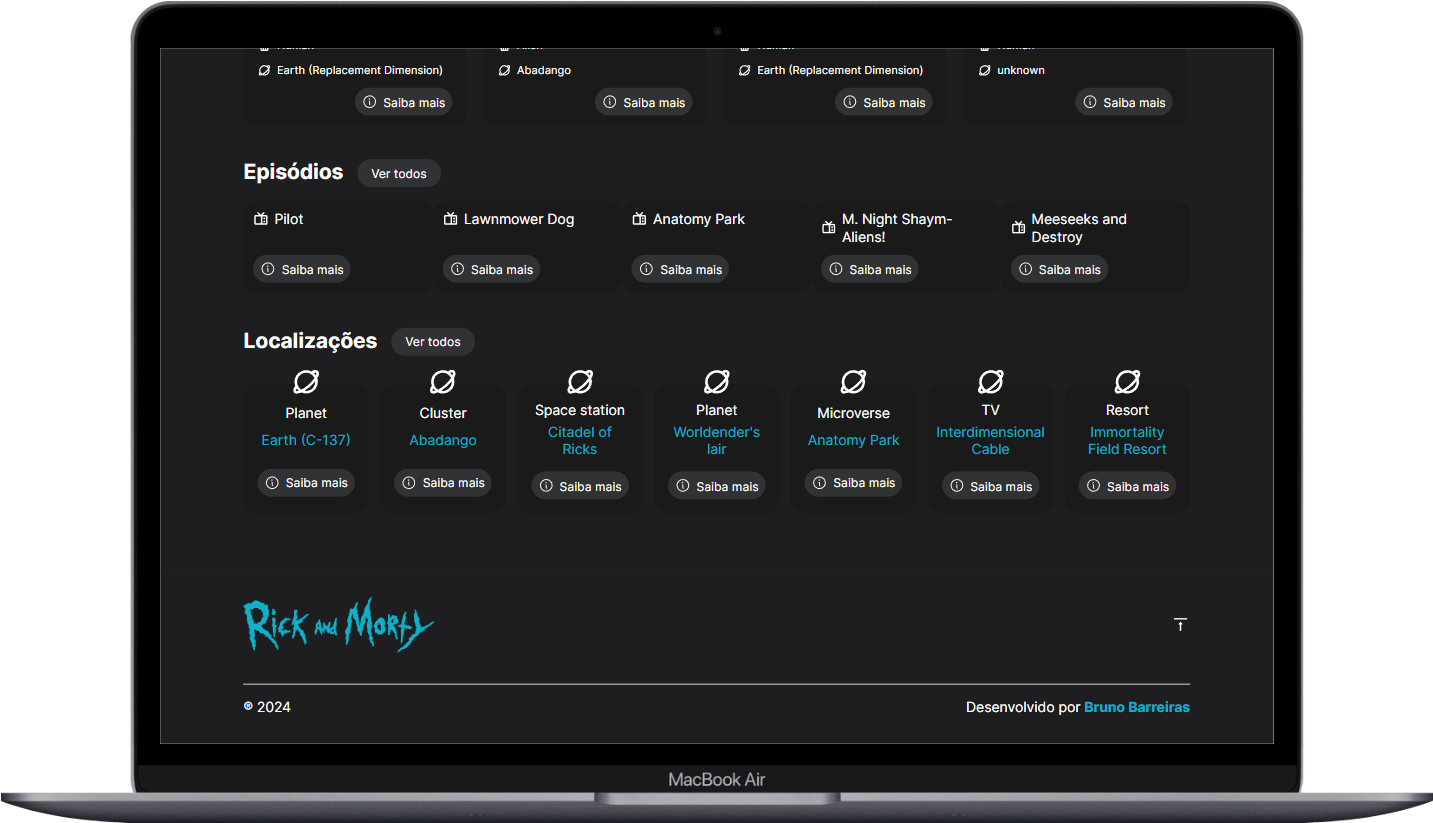 Earth (Replacement Dimension) Abadango Earth (Replacement Dimension) unknown
Saiba mais Saiba mais Saiba mais Saiba mais
Episódios Ver todos
Pilot
Saiba mais
Lawnmower Dog
Saiba mais
Anatomy Park
Saiba mais
M. Night Shaym-
Aliens!
Saiba mais
Meeseeks and
Destroy
Saiba mais
Localizações Ver todos
Planet
Earth (C-137)
Saiba mais
Cluster
Abadango
Saiba mais
Space station
Citadel of
Ricks
Saiba mais
Planet
Worldender's
lair
Saiba mais
Microverse
Anatomy Park
Saiba mais
TV
Interdimensional
Cable
Saiba mais
Resort
Immortality
Field Resort
Saiba mais
Rick and Morty
® 2024 Desenvolvido por Bruno Barreiras
MacBook Air